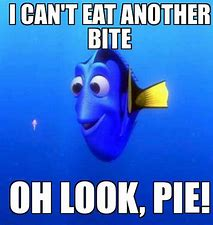 I CAN'T EAT ANOTHER
BITE
OH LOOK, PIE!